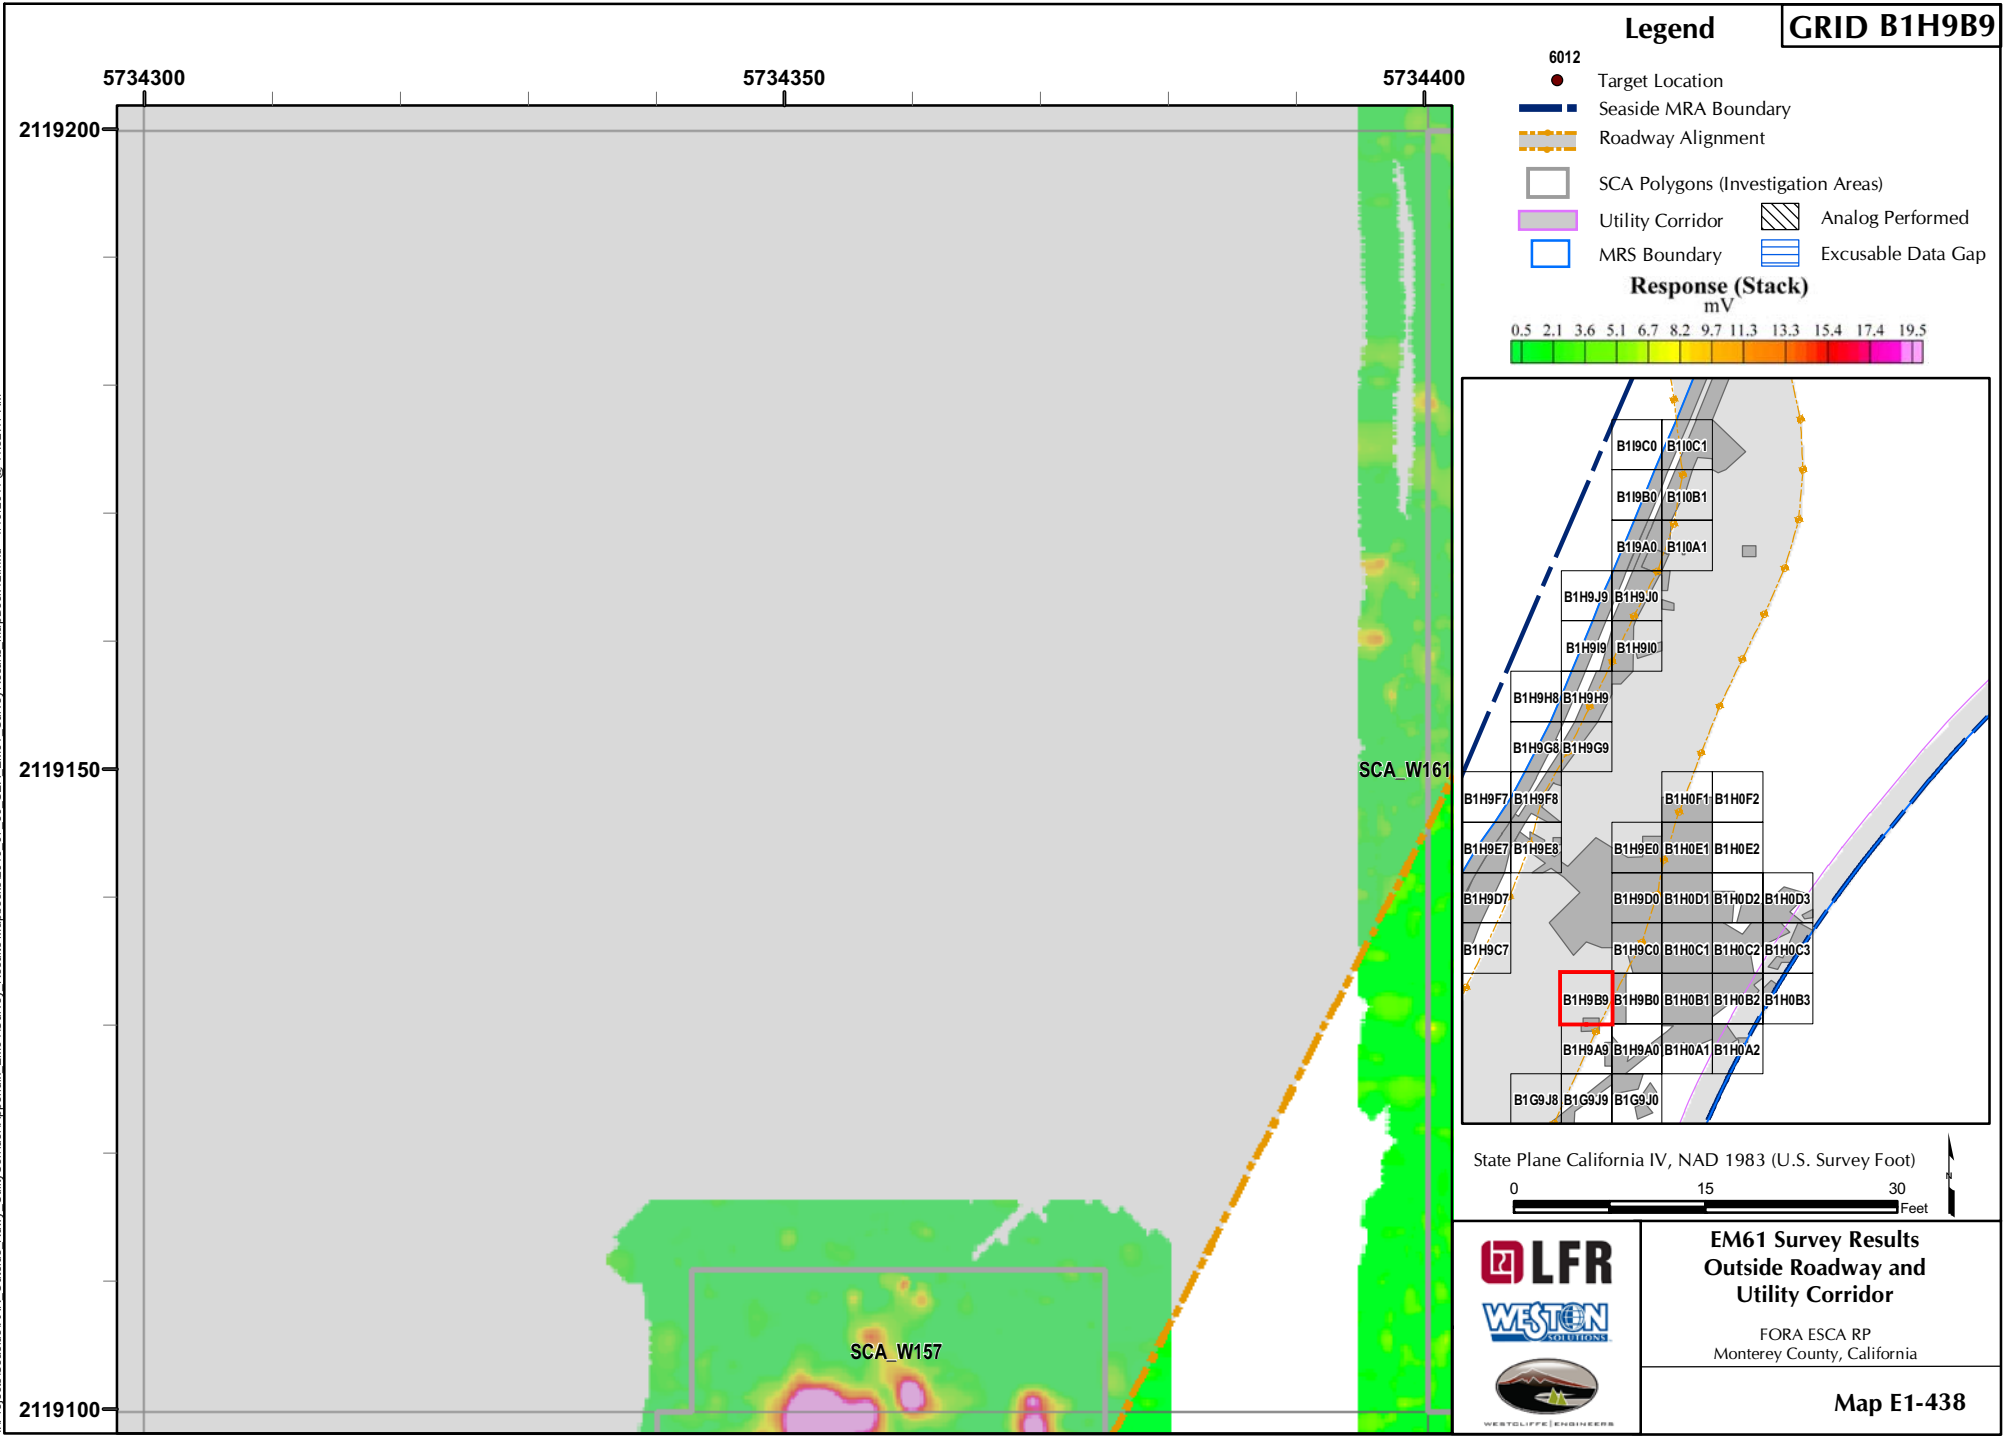 GRID B1H9B9
Legend
6012
Target Location
Seaside MRA Boundary
Roadway Alignment
SCA Polygons (Investigation Areas)
Utility Corridor
Analog Performed
MRS Boundary
Excusable Data Gap
Response (Stack)
mV
0.5 2.1 3.6 5.1 6.7 8.2 9.7 11.3 13.3 15.4 17.4 19.5
5734300 5734350 5734400
2119200
2119150
2119100
SCA_W161
SCA_W157
B1I9C0 B1I0C1
B1I9B0 B1I0B1
B1I9A0 B1I0A1
B1H9J9 B1H9J0
B1H9I9 B1H9I0
B1H9H8 B1H9H9
B1H9G8 B1H9G9
B1H9F7 B1H9F8 B1H0F1 B1H0F2
B1H9E7 B1H9E8 B1H9E0 B1H0E1 B1H0E2
B1H9D7 B1H9D0 B1H0D1 B1H0D2 B1H0D3
B1H9C7 B1H9C0 B1H0C1 B1H0C2 B1H0C3
B1H9B9 B1H9B0 B1H0B1 B1H0B2 B1H0B3
B1H9A9 B1H9A0 B1H0A1 B1H0A2
B1G9J8 B1G9J9 B1G9J0
State Plane California IV, NAD 1983 (U.S. Survey Foot)
0 15 30
Feet
N
LFR
WESTON
SOLUTIONS
WESTCLIFFE ENGINEERS
EM61 Survey Results
Outside Roadway and
Utility Corridor
FORA ESCA RP
Monterey County, California
Map E1-438